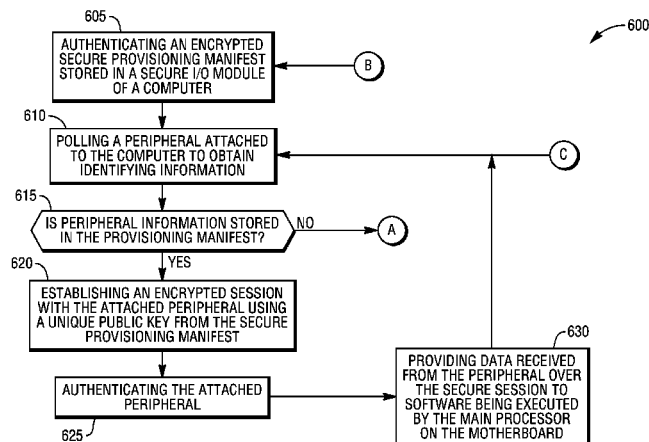 600
605
AUTHENTICATING AN ENCRYPTED
SECURE PROVISIONING MANIFEST
STORED IN A SECURE I/O MODULE
OF A COMPUTER
B
610
POLLING A PERIPHERAL ATTACHED
TO THE COMPUTER TO OBTAIN
IDENTIFYING INFORMATION
C
615
IS PERIPHERAL INFORMATION STORED
IN THE PROVISIONING MANIFEST?
NO
A
YES
620
ESTABLISHING AN ENCRYPTED SESSION
WITH THE ATTACHED PERIPHERAL USING
A UNIQUE PUBLIC KEY FROM THE SECURE
PROVISIONING MANIFEST
AUTHENTICATING THE ATTACHED
PERIPHERAL
625
630
PROVIDING DATA RECEIVED
FROM THE PERIPHERAL OVER
THE SECURE SESSION TO
SOFTWARE BEING EXECUTED
BY THE MAIN PROCESSOR
ON THE MOTHERBOARD